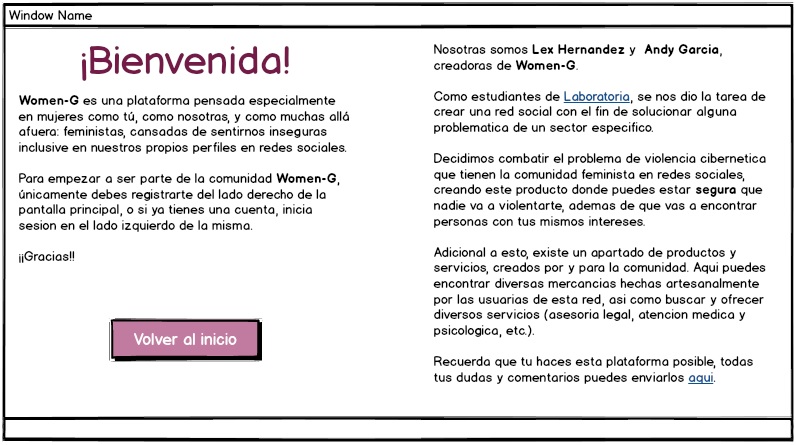 Window Name
¡Bienvenida!
Women-G es una plataforma pensada especialmente
en mujeres como tú, como nosotras, y como muchas allá
afuera: feministas, cansadas de sentirnos inseguras
inclusive en nuestros propios perfiles en redes sociales.
Para empezar a ser parte de la comunidad Women-G,
únicamente debes registrarte del lado derecho de la
pantalla principal, o si ya tienes una cuenta, inicia
sesion en el lado izquierdo de la misma.
¡¡Gracias!!
Volver al inicio
Nosotras somos Lex Hernandez y Andy Garcia,
creadoras de Women-G.
Como estudiantes de Laboratoria, se nos dio la tarea de
crear una red social con el fin de solucionar alguna
problematica de un sector especifico.
Decidimos combatir el problema de violencia cibernetica
que tienen la comunidad feminista en redes sociales,
creando este producto donde puedes estar segura que
nadie va a violentarte, ademas de que vas a encontrar
personas con tus mismos intereses.
Adicional a esto, existe un apartado de productos y
servicios, creados por y para la comunidad. Aqui puedes
encontrar diversas mercancias hechas artesanalmente
por las usuarias de esta red, asi como buscar y ofrecer
diversos servicios (asesoria legal, atencion medica y
psicologica, etc.).
Recuerda que tu haces esta plataforma posible, todas
tus dudas y comentarios puedes enviarlos aqui.